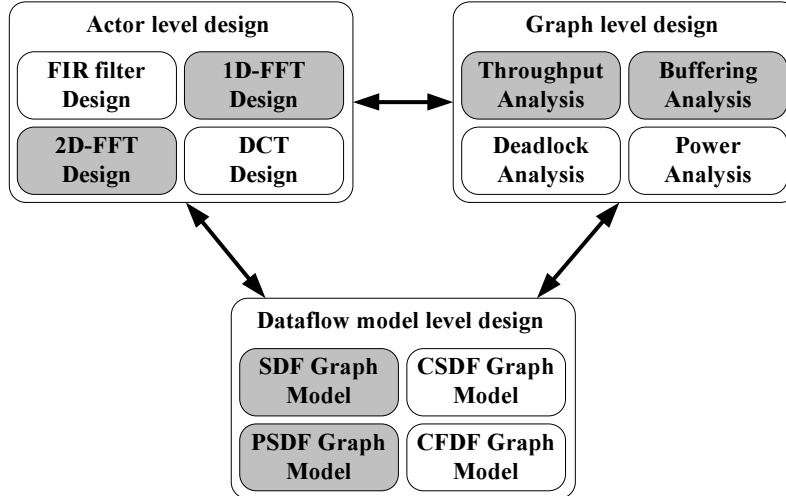 Actor level design
FIR filter
Design
1D-FFT
Design
2D-FFT
Design
DCT
Design
Graph level design
Throughput
Analysis
Buffering
Analysis
Deadlock
Analysis
Power
Analysis
Dataflow model level design
SDF Graph
Model
CSDF Graph
Model
PSDF Graph
Model
CFDF Graph
Model